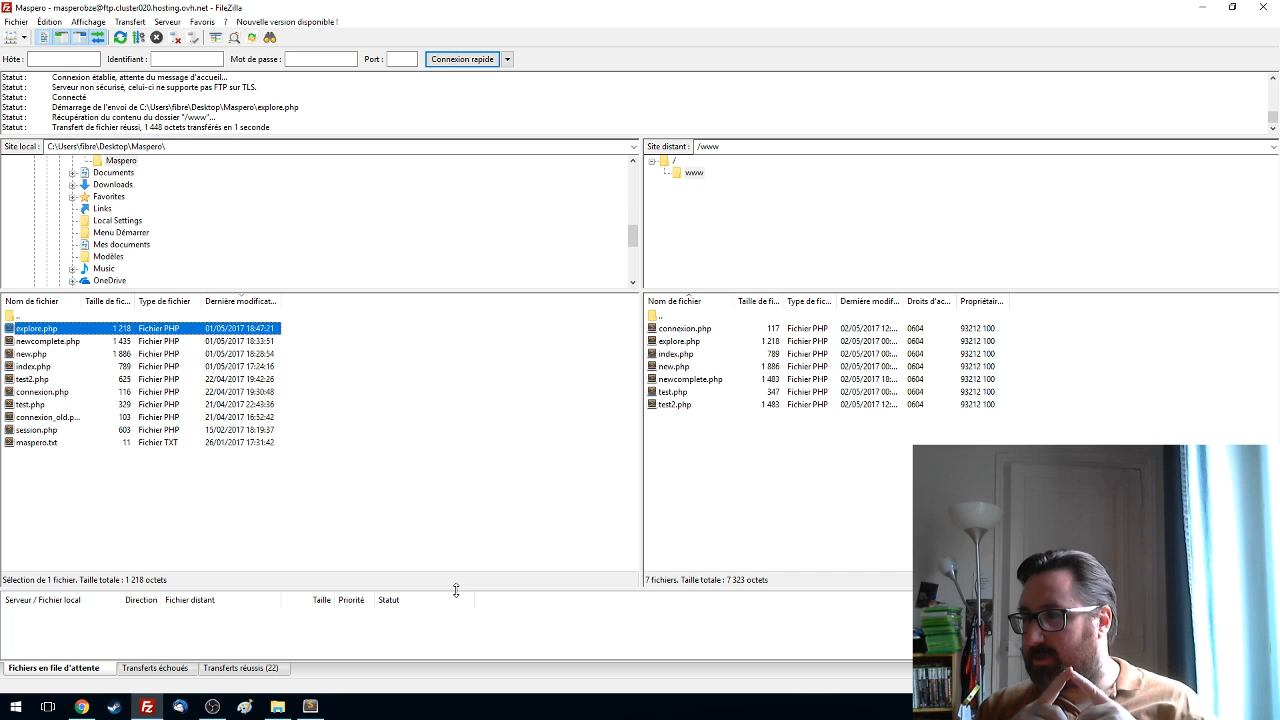 Maspero - masperobze@ftp.cluster020.hosting.ovh.net - FileZilla
Fichier Édition Affichage Transfert Serveur Favoris ? Nouvelle version disponible !
Hôte : Identifiant : Mot de passe : Port : Connexion rapide
Statut : Connexion établie, attente du message d'accueil...
Statut : Serveur non sécurisé, celui-ci ne supporte pas FTP sur TLS.
Statut : Connecté
Statut : Démarrage de l'envoi de C:\Users\fibre\Desktop\Maspero\explore.php
Statut : Récupération du contenu du dossier "/www"...
Statut : Transfert de fichier réussi, 1 448 octets transférés en 1 seconde
Site local : C:\Users\fibre\Desktop\Maspero\
Maspero
Documents
Downloads
Favorites
Links
Local Settings
Menu Démarrer
Mes documents
Modèles
Music
OneDrive
Site distant : /www
/
www
Nom de fichier Taille de fic... Type de fichier Dernière modificat...
..
explore.php 1 218 Fichier PHP 01/05/2017 18:47:21
newcomplete.php 1 435 Fichier PHP 01/05/2017 18:33:51
new.php 1 886 Fichier PHP 01/05/2017 18:28:54
index.php 789 Fichier PHP 01/05/2017 17:24:16
test2.php 625 Fichier PHP 22/04/2017 19:42:26
connexion.php 116 Fichier PHP 22/04/2017 19:30:48
test.php 329 Fichier PHP 21/04/2017 22:43:36
connexion_old.p... 103 Fichier PHP 21/04/2017 16:52:42
session.php 603 Fichier PHP 15/02/2017 18:19:37
maspero.txt 11 Fichier TXT 26/01/2017 17:31:42
Sélection de 1 fichier. Taille totale : 1 218 octets
Nom de fichier Taille de fi... Type de fic... Dernière modif... Droits d'ac... Propriétair...
..
connexion.php 117 Fichier PHP 02/05/2017 12:... 0604 93212 100
explore.php 1 218 Fichier PHP 02/05/2017 00:... 0604 93212 100
index.php 789 Fichier PHP 02/05/2017 00:... 0604 93212 100
new.php 1 886 Fichier PHP 02/05/2017 00:... 0604 93212 100
newcomplete.php 1 483 Fichier PHP 02/05/2017 18:... 0604 93212 100
test.php 347 Fichier PHP 02/05/2017 00:... 0604 93212 100
test2.php 1 483 Fichier PHP 02/05/2017 12:... 0604 93212 100
7 fichiers. Taille totale : 7 323 octets
Serveur / Fichier local Direction Fichier distant Taille Priorité Statut
Fichiers en file d'attente Transferts échoués Transferts réussis (22)